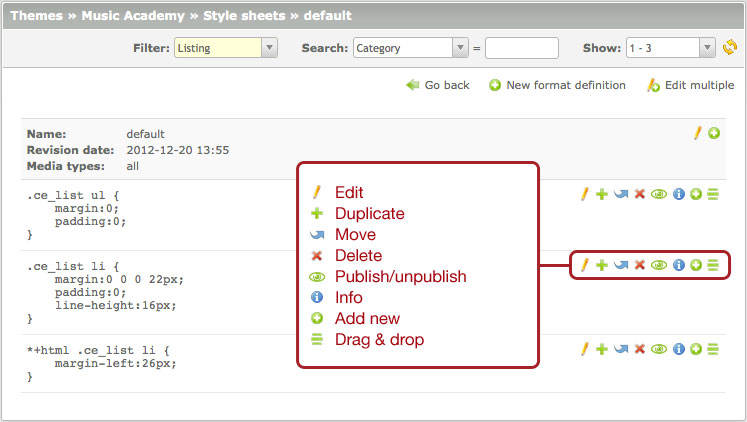 Themes » Music Academy » Style sheets » default
Filter: Listing Search: Category = Show: 1 - 3
Go back New format definition Edit multiple
Name: default
Revision date: 2012-12-20 13:55
Media types: all
.ce_list ul {
margin:0;
padding:0;
}
.ce_list li {
margin:0 0 0 22px;
padding:0;
line-height:16px;
}
*+html .ce_list li {
margin-left:26px;
}
Edit
Duplicate
Move
Delete
Publish/unpublish
Info
Add new
Drag & drop